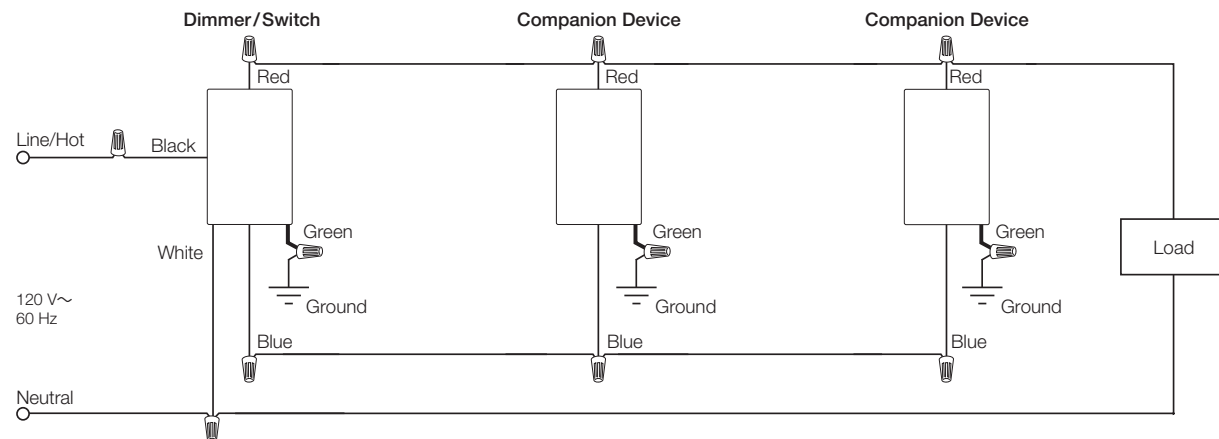 Dimmer/Switch
Companion Device
Companion Device
Red
Red
Red
Line/Hot
Black
White
Green
Green
Green
Load
120 V~
60 Hz
Ground
Ground
Ground
Blue
Blue
Blue
Neutral